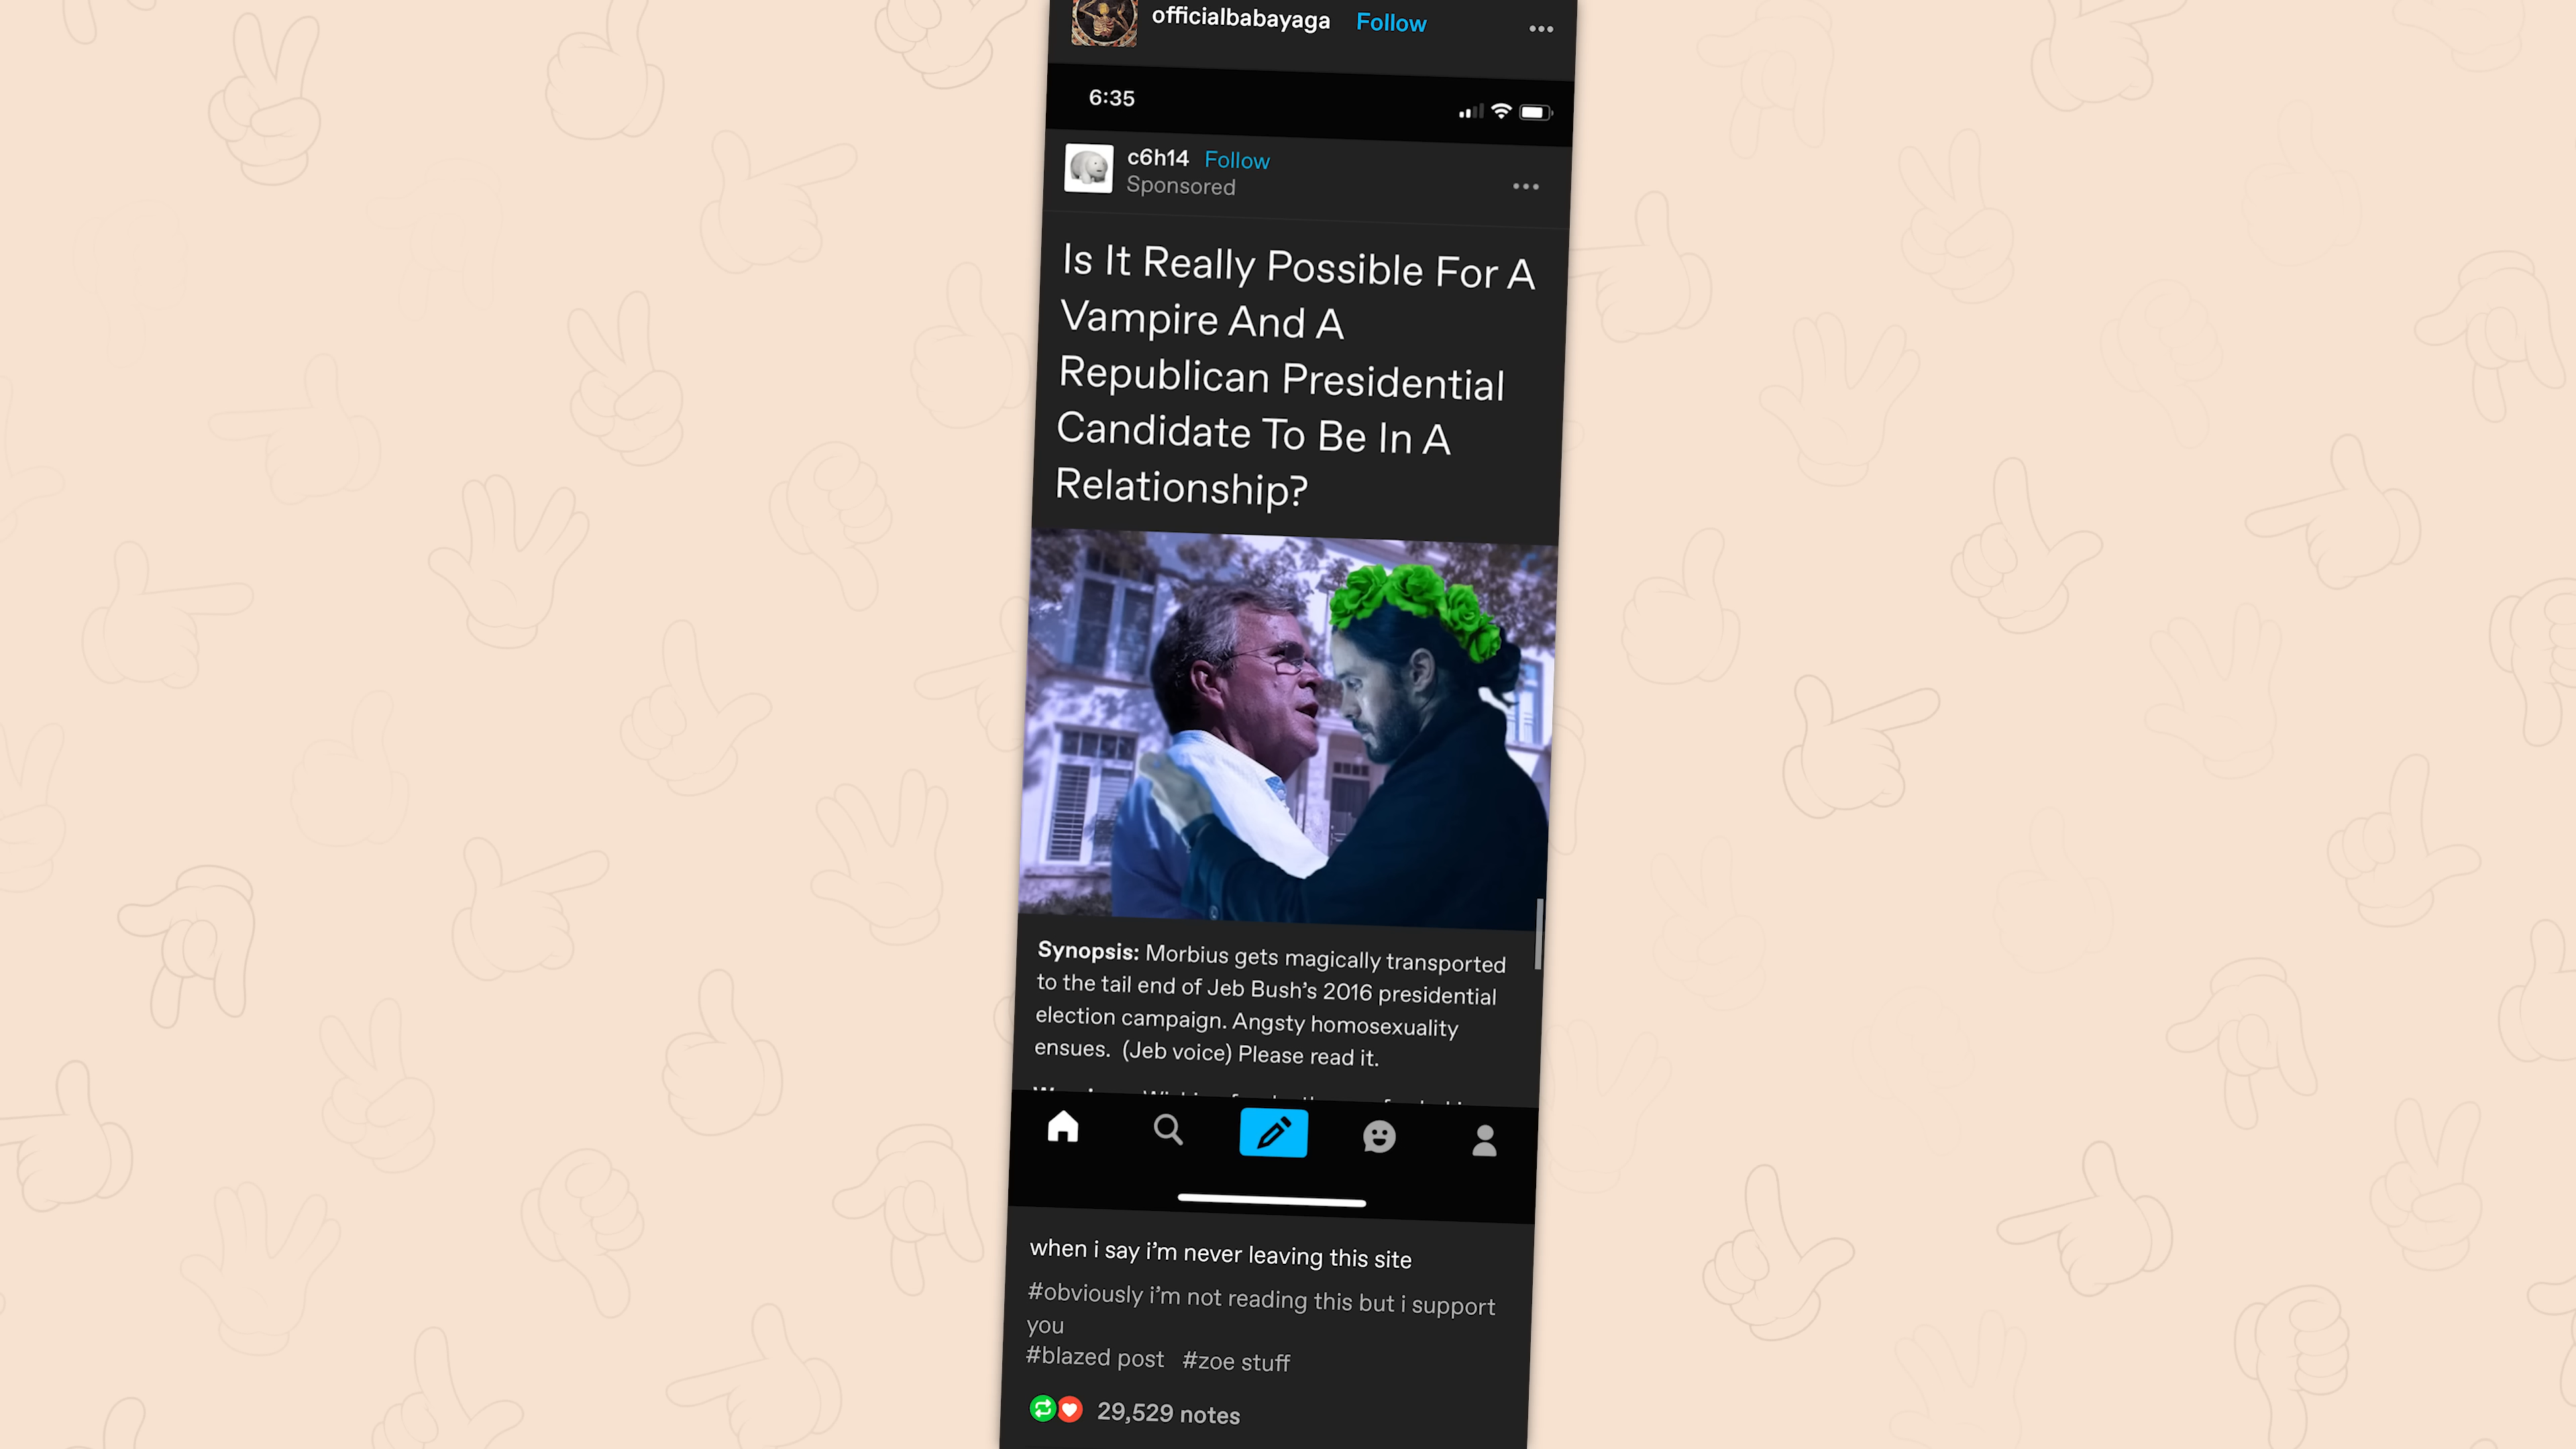 officialbabayaga Follow
6:35
c6h14 Follow
Sponsored
Is It Really Possible For A
Vampire And A
Republican Presidential
Candidate To Be In A
Relationship?
Synopsis: Morbius gets magically transported
to the tail end of Jeb Bush’s 2016 presidential
election campaign. Angsty homosexuality
ensues.  (Jeb voice) Please read it.
when i say i’m never leaving this site
#obviously i’m not reading this but i support
you
#blazed post #zoe stuff
29,529 notes